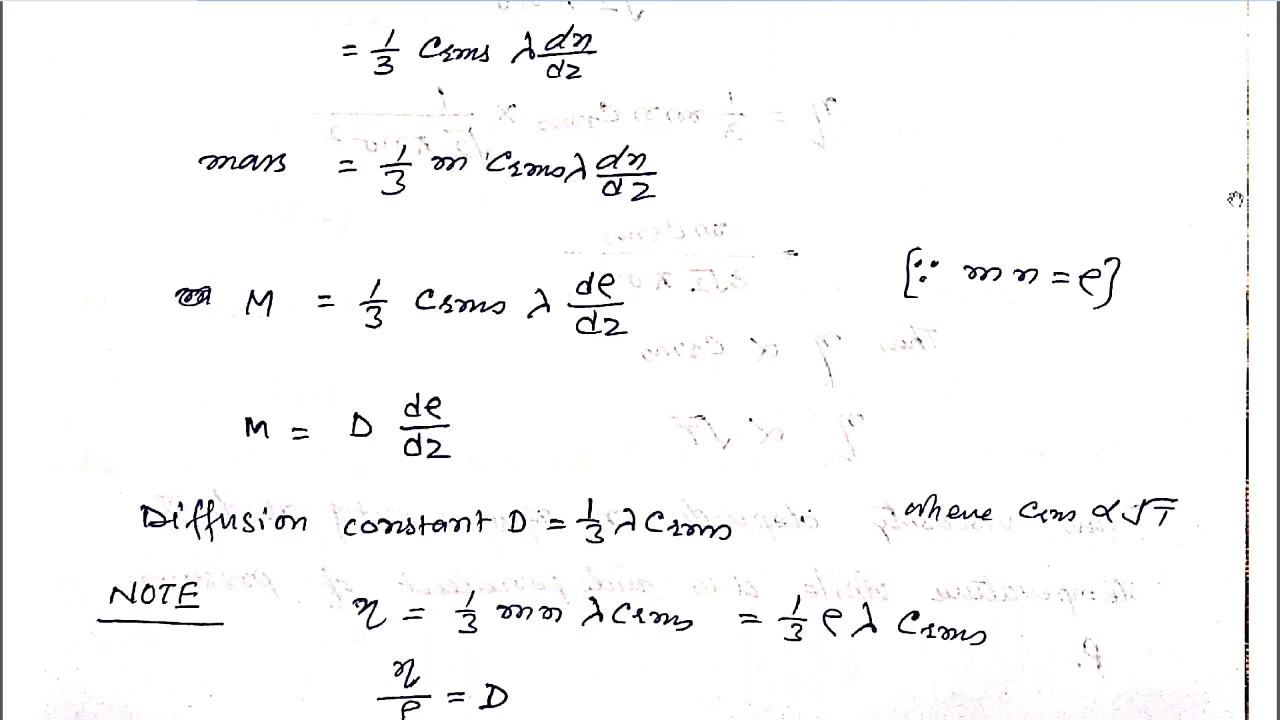 = 1/3 Crms λ dn/dz
mass = 1/3 m Crms λ dn/dz
M = 1/3 Crms λ dρ/dz [∵ mn = ρ]
M = D dρ/dz
Diffusion constant D = 1/3 λ Crms where Crms ∝ √T
NOTE η = 1/3 mn λ Crms = 1/3 ρ λ Crms
η/ρ = D